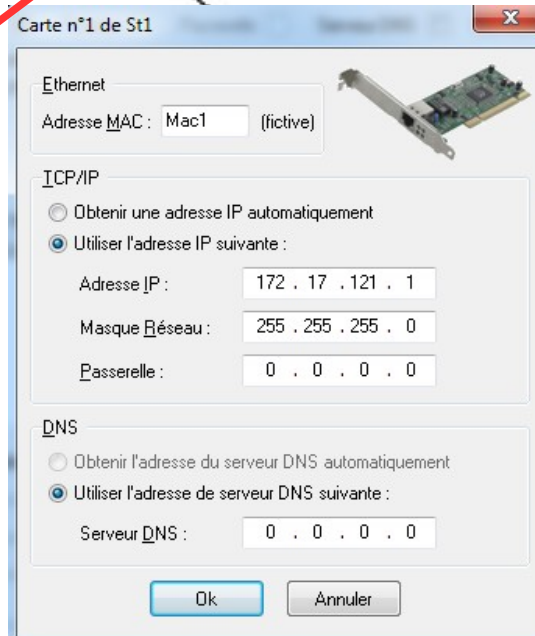 Carte n°1 de St1
Ethernet
Adresse MAC : Mac1 (fictive)
TCP/IP
Obtenir une adresse IP automatiquement
Utiliser l'adresse IP suivante :
Adresse IP : 172 . 17 .121 . 1
Masque Réseau : 255 .255 .255 . 0
Passerelle : 0 . 0 . 0 . 0
DNS
Obtenir l'adresse du serveur DNS automatiquement
Utiliser l'adresse de serveur DNS suivante :
Serveur DNS : 0 . 0 . 0 . 0
Ok Annuler